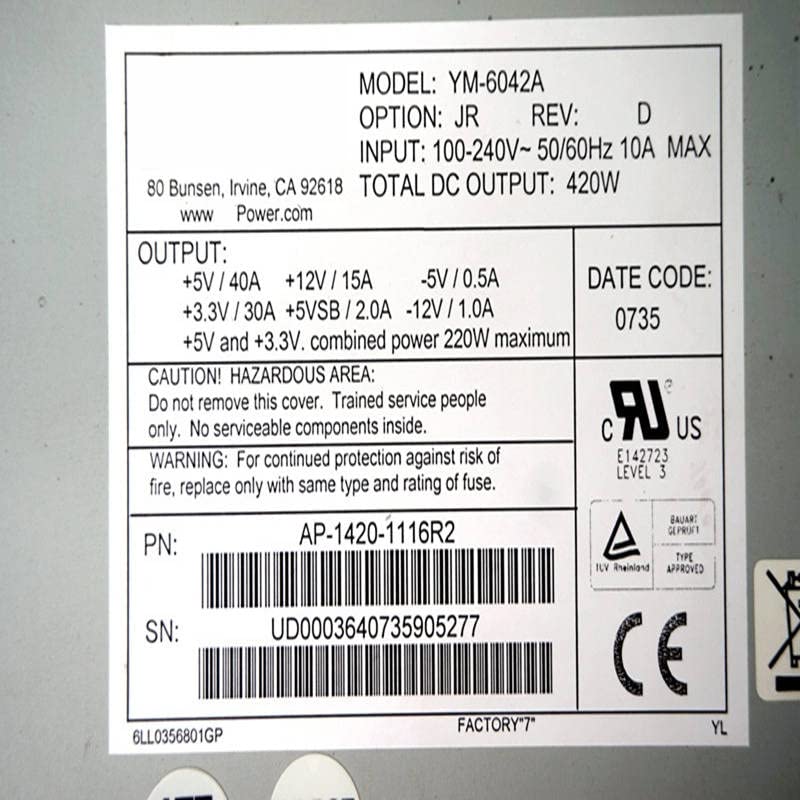 MODEL: YM-6042A
OPTION: JR REV: D
INPUT: 100-240V~ 50/60Hz 10A MAX
80 Bunsen, Irvine, CA 92618 TOTAL DC OUTPUT: 420W
www Power.com
OUTPUT:
+5V / 40A +12V / 15A -5V / 0.5A
+3.3V / 30A +5VSB / 2.0A -12V / 1.0A
+5V and +3.3V. combined power 220W maximum
DATE CODE:
0735
CAUTION! HAZARDOUS AREA:
Do not remove this cover. Trained service people
only. No serviceable components inside.
WARNING: For continued protection against risk of
fire, replace only with same type and rating of fuse.
C RU US
E142723
LEVEL 3
PN: AP-1420-1116R2
BAUART
GEPRÜFT
TÜV Rheinland
TYPE
APPROVED
SN: UD0003640735905277
CE
6LL0356801GP FACTORY"7" YL